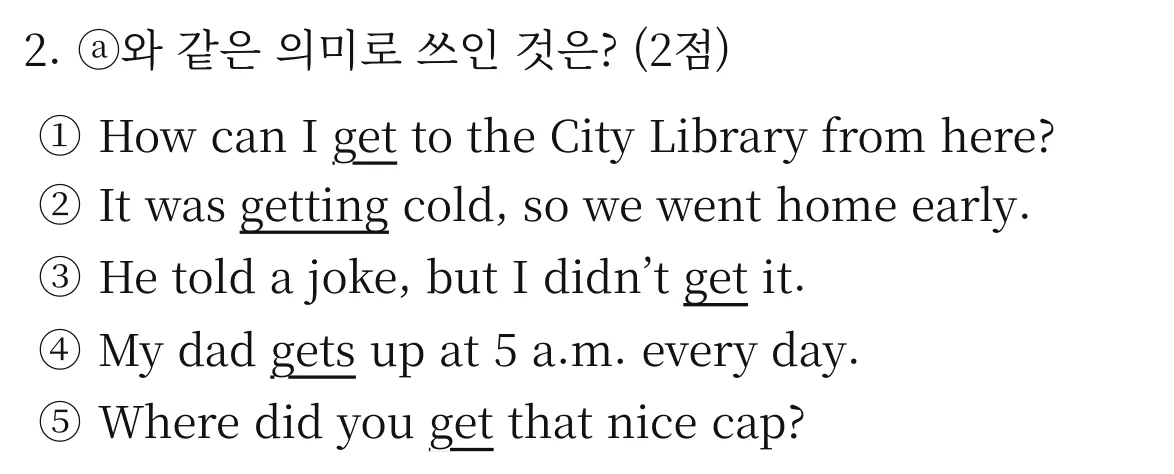 2. ⓐ와 같은 의미로 쓰인 것은? (2점)
① How can I get to the City Library from here?
② It was getting cold, so we went home early.
③ He told a joke, but I didn’t get it.
④ My dad gets up at 5 a.m. every day.
⑤ Where did you get that nice cap?